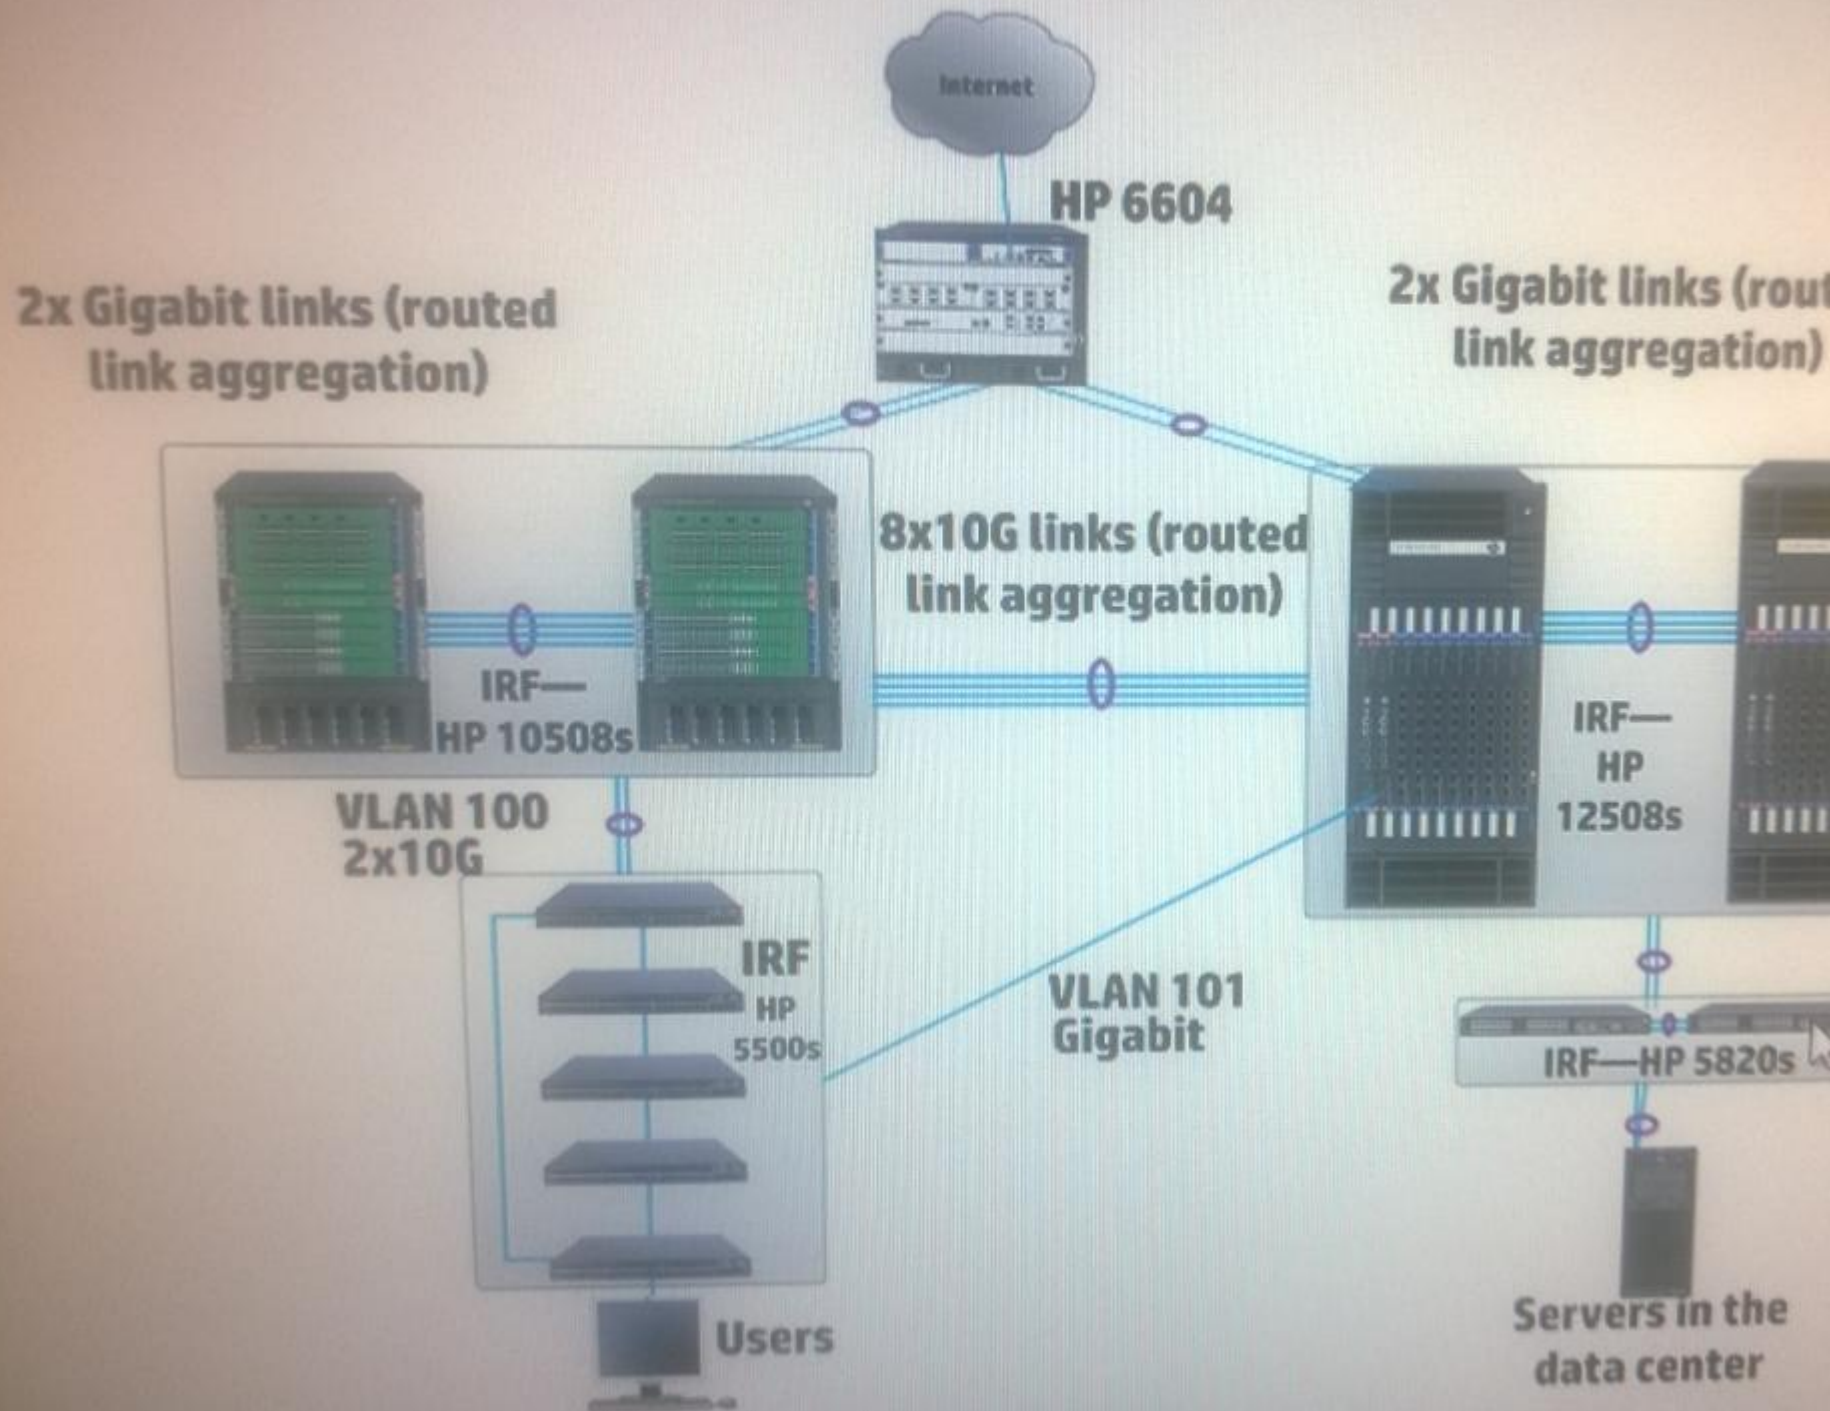 Internet
HP 6604
2x Gigabit links (routed
link aggregation)
2x Gigabit links (rout
link aggregation)
8x10G links (routed
link aggregation)
IRF—
HP 10508s
IRF—
HP
12508s
VLAN 100
2x10G
IRF
HP
5500s
VLAN 101
Gigabit
IRF—HP 5820s
Users
Servers in the
data center